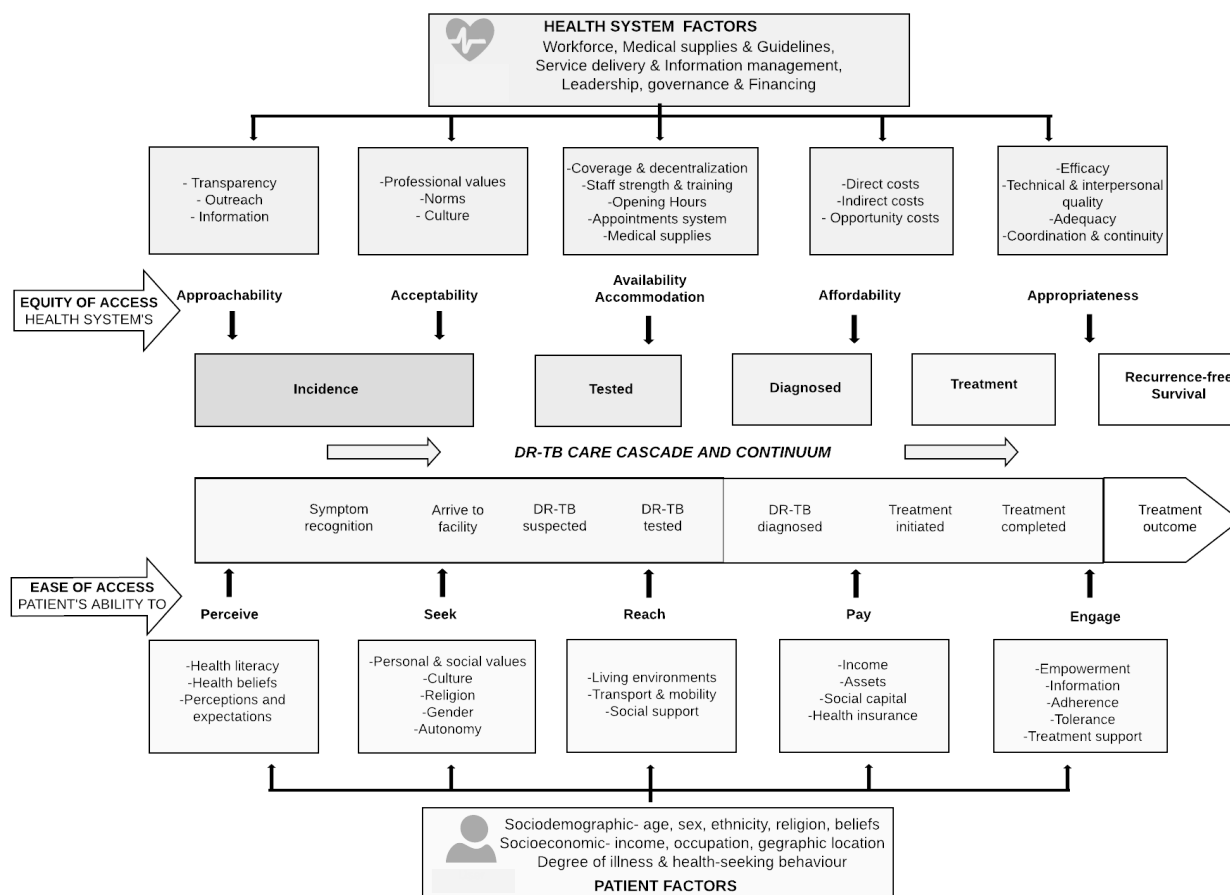 HEALTH SYSTEM  FACTORS
Workforce, Medical supplies & Guidelines,
Service delivery & Information management,
Leadership, governance & Financing
- Transparency
- Outreach
- Information
-Professional values
-Norms
- Culture
-Coverage & decentralization
-Staff strength & training
-Opening Hours
-Appointments system
-Medical supplies
-Direct costs
-Indirect costs
- Opportunity costs
-Efficacy
-Technical & interpersonal
quality
-Adequacy
-Coordination & continuity
EQUITY OF ACCESS
HEALTH SYSTEM'S
Approachability
Acceptability
Availability
Accommodation
Affordability
Appropriateness
Incidence
Tested
Diagnosed
Treatment
Recurrence-free
Survival
DR-TB CARE CASCADE AND CONTINUUM
Symptom
recognition
Arrive to
facility
DR-TB
suspected
DR-TB
tested
DR-TB
diagnosed
Treatment
initiated
Treatment
completed
Treatment
outcome
EASE OF ACCESS
PATIENT'S ABILITY TO
Perceive
Seek
Reach
Pay
Engage
-Health literacy
-Health beliefs
-Perceptions and
expectations
-Personal & social values
-Culture
-Religion
-Gender
-Autonomy
-Living environments
-Transport & mobility
-Social support
-Income
-Assets
-Social capital
-Health insurance
-Empowerment
-Information
-Adherence
-Tolerance
-Treatment support
Sociodemographic- age, sex, ethnicity, religion, beliefs
Socioeconomic- income, occupation, gegraphic location
Degree of illness & health-seeking behaviour
PATIENT FACTORS